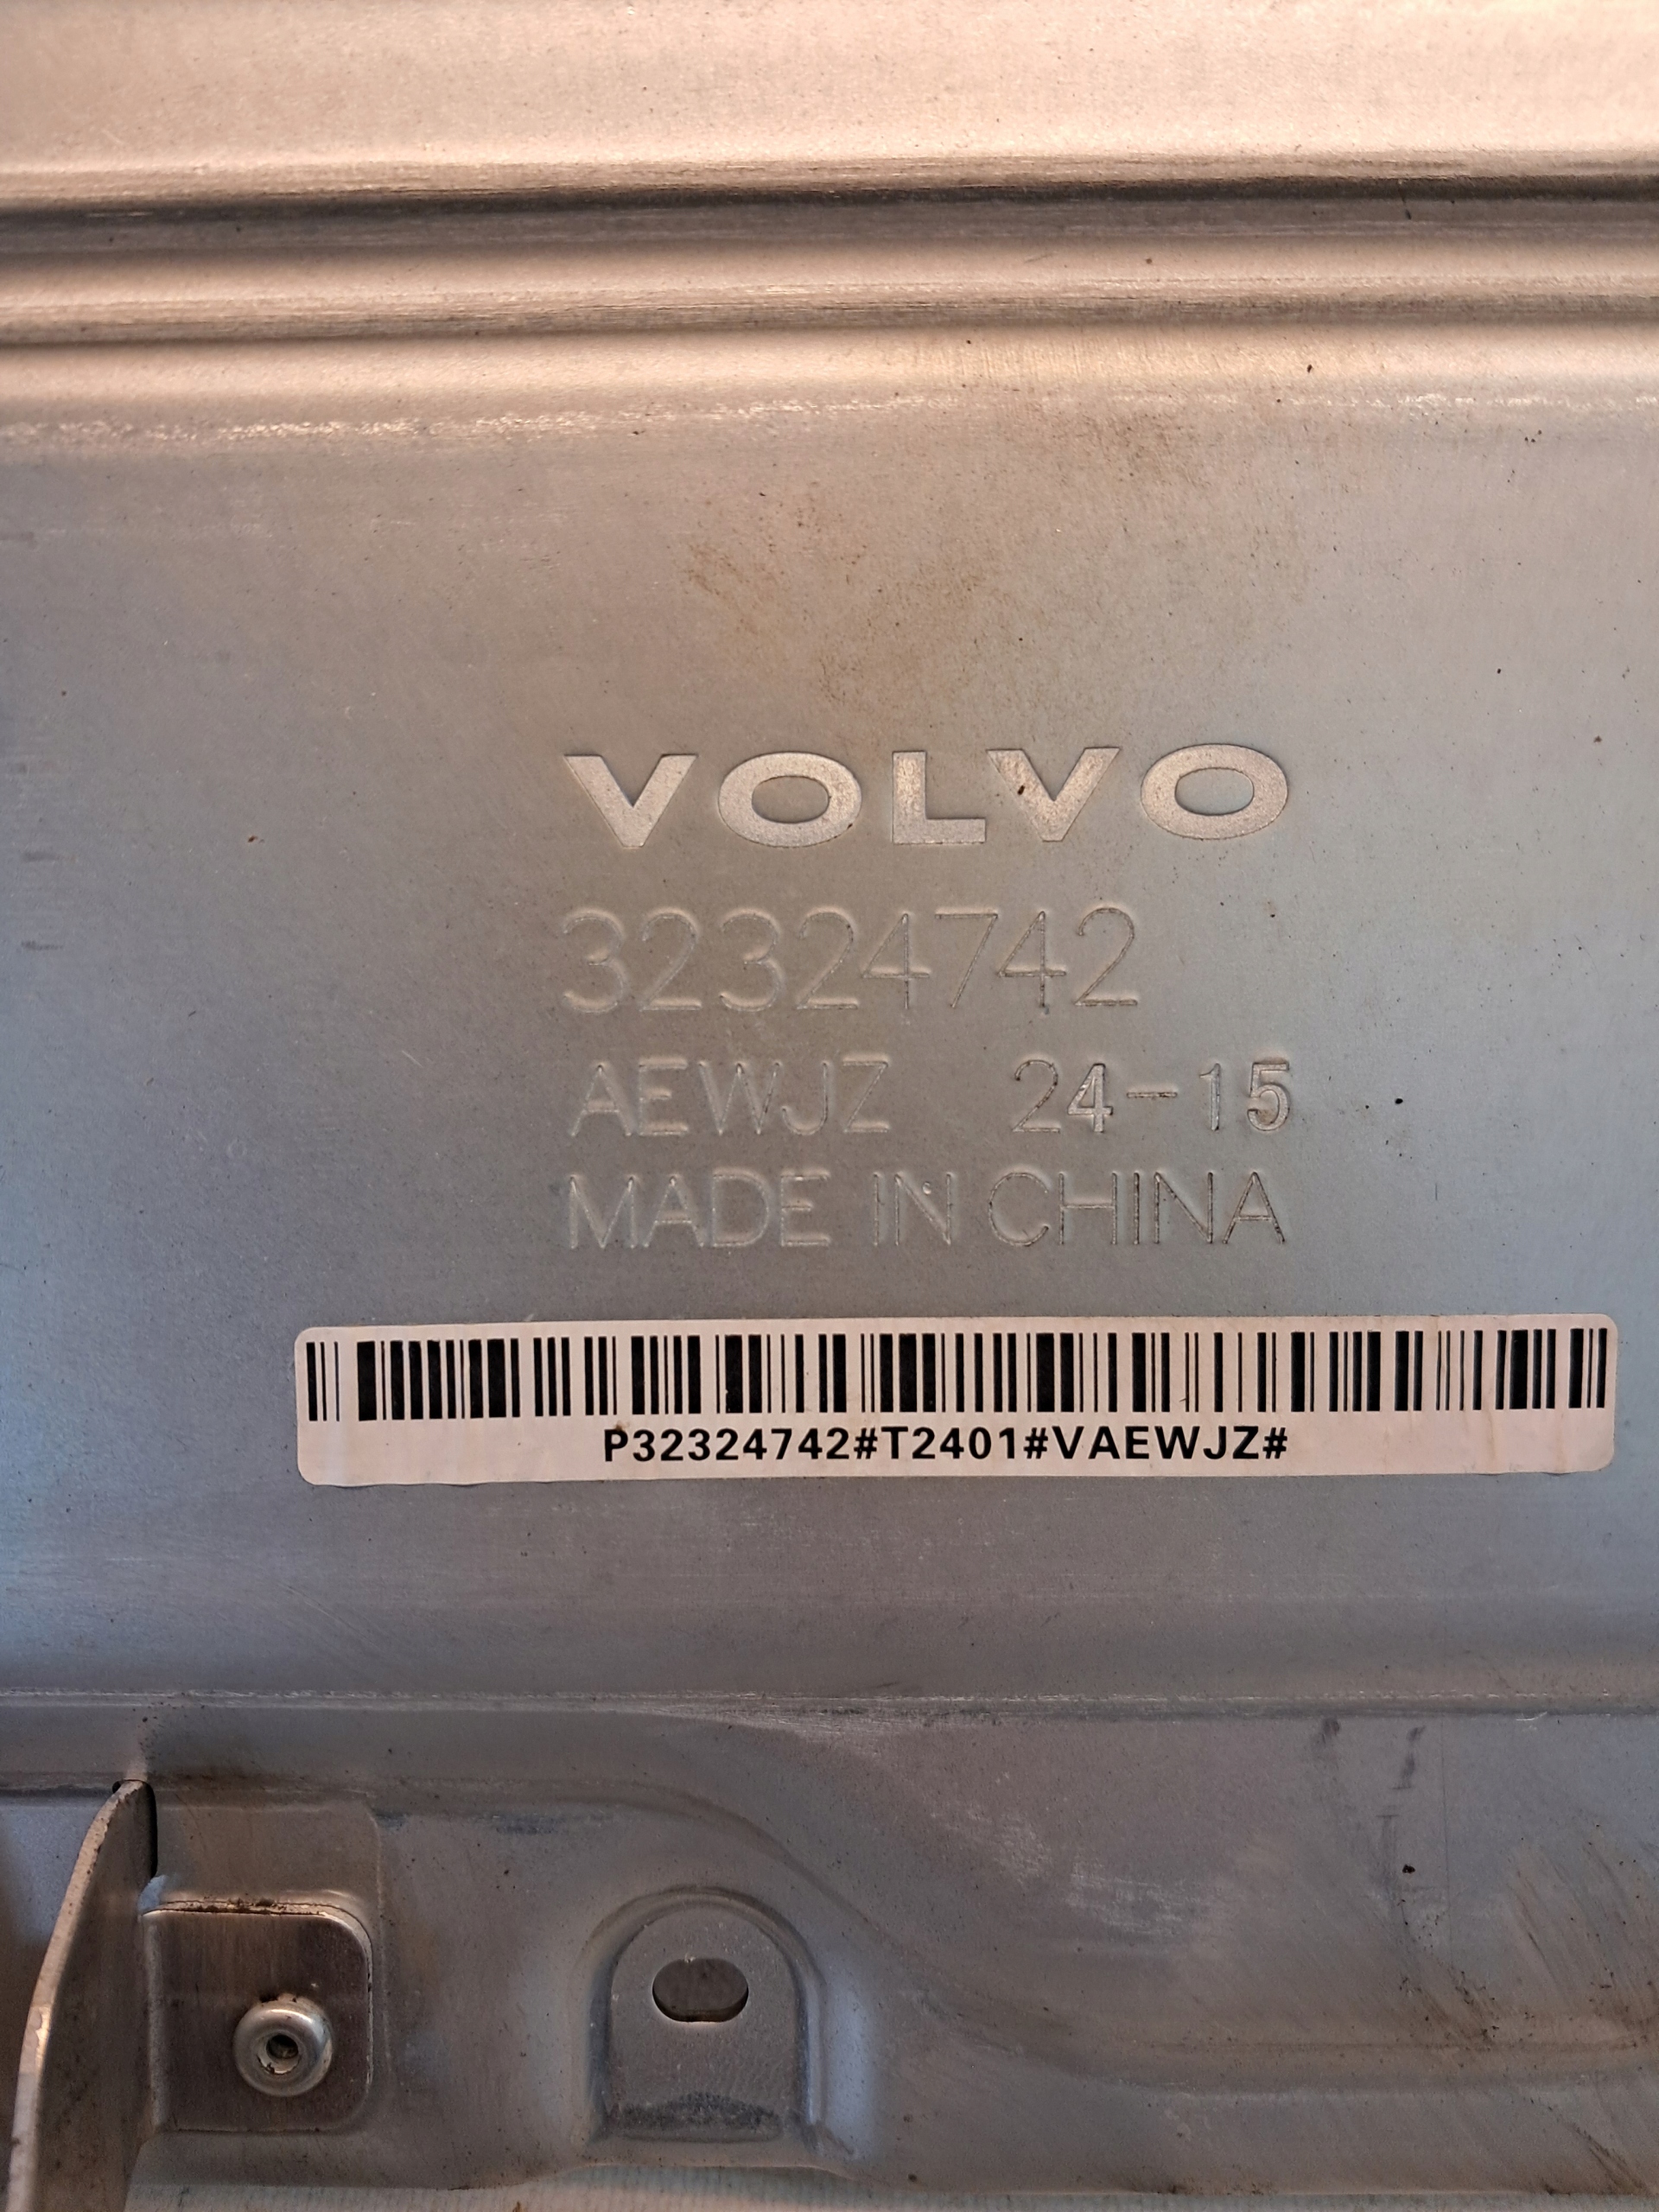 VOLVO
32324742
AEWJZ 24-15
MADE IN CHINA
P32324742#T2401#VAEWJZ#